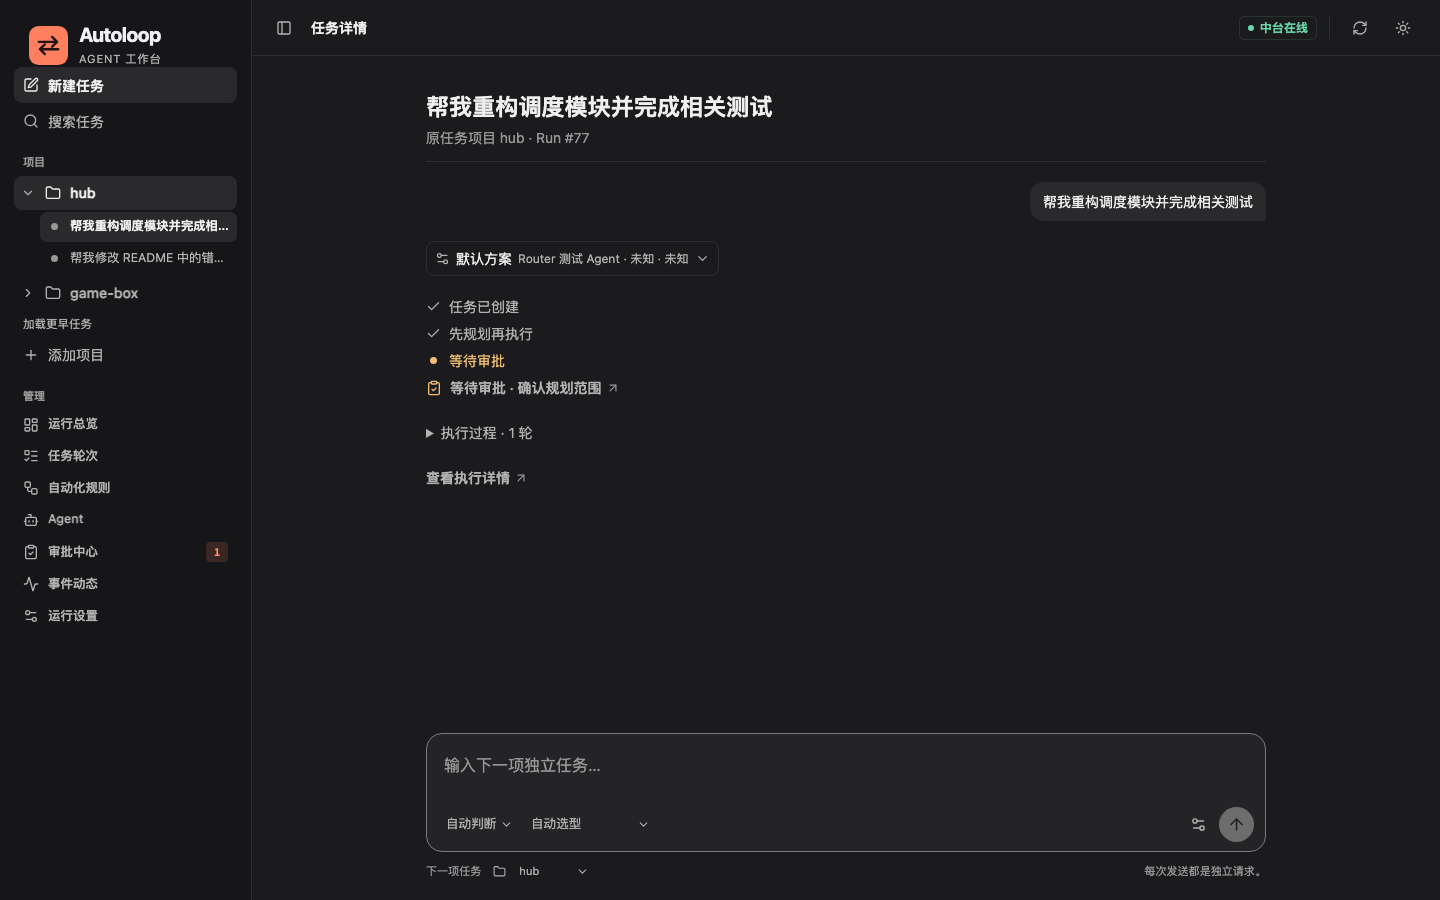 Autoloop
AGENT 工作台
新建任务
搜索任务
项目
hub
帮我重构调度模块并完成相...
帮我修改 README 中的错...
game-box
加载更早任务
添加项目
管理
运行总览
任务轮次
自动化规则
Agent
审批中心 1
事件动态
运行设置
任务详情
中台在线
帮我重构调度模块并完成相关测试
原任务项目 hub · Run #77
帮我重构调度模块并完成相关测试
默认方案 Router 测试 Agent · 未知 · 未知
任务已创建
先规划再执行
等待审批
等待审批 · 确认规划范围
执行过程 · 1 轮
查看执行详情
输入下一项独立任务...
自动判断 自动选型
下一项任务 hub
每次发送都是独立请求。